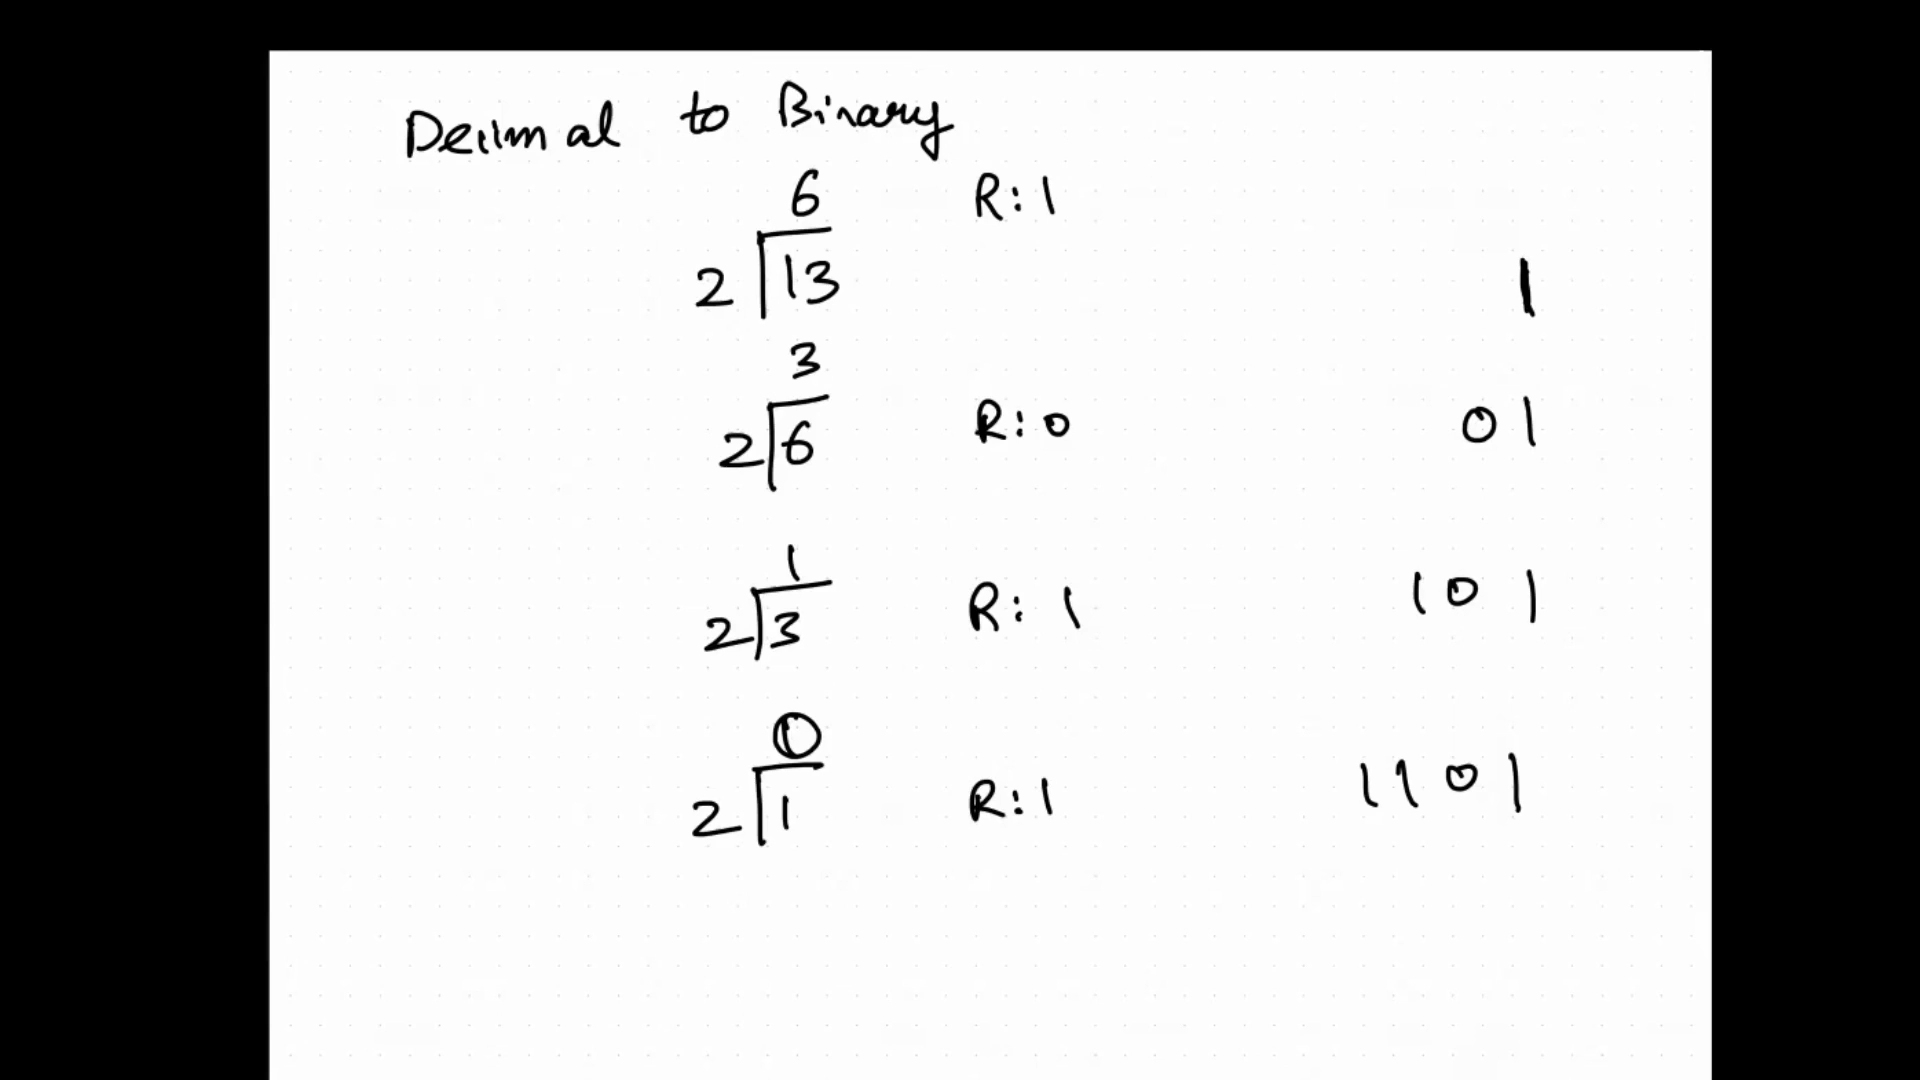 Decimal to Binary
6 R: 1
2 13 1
3
2 6 R: 0 0 1
1
2 3 R: 1 1 0 1
0
2 1 R: 1 1 1 0 1